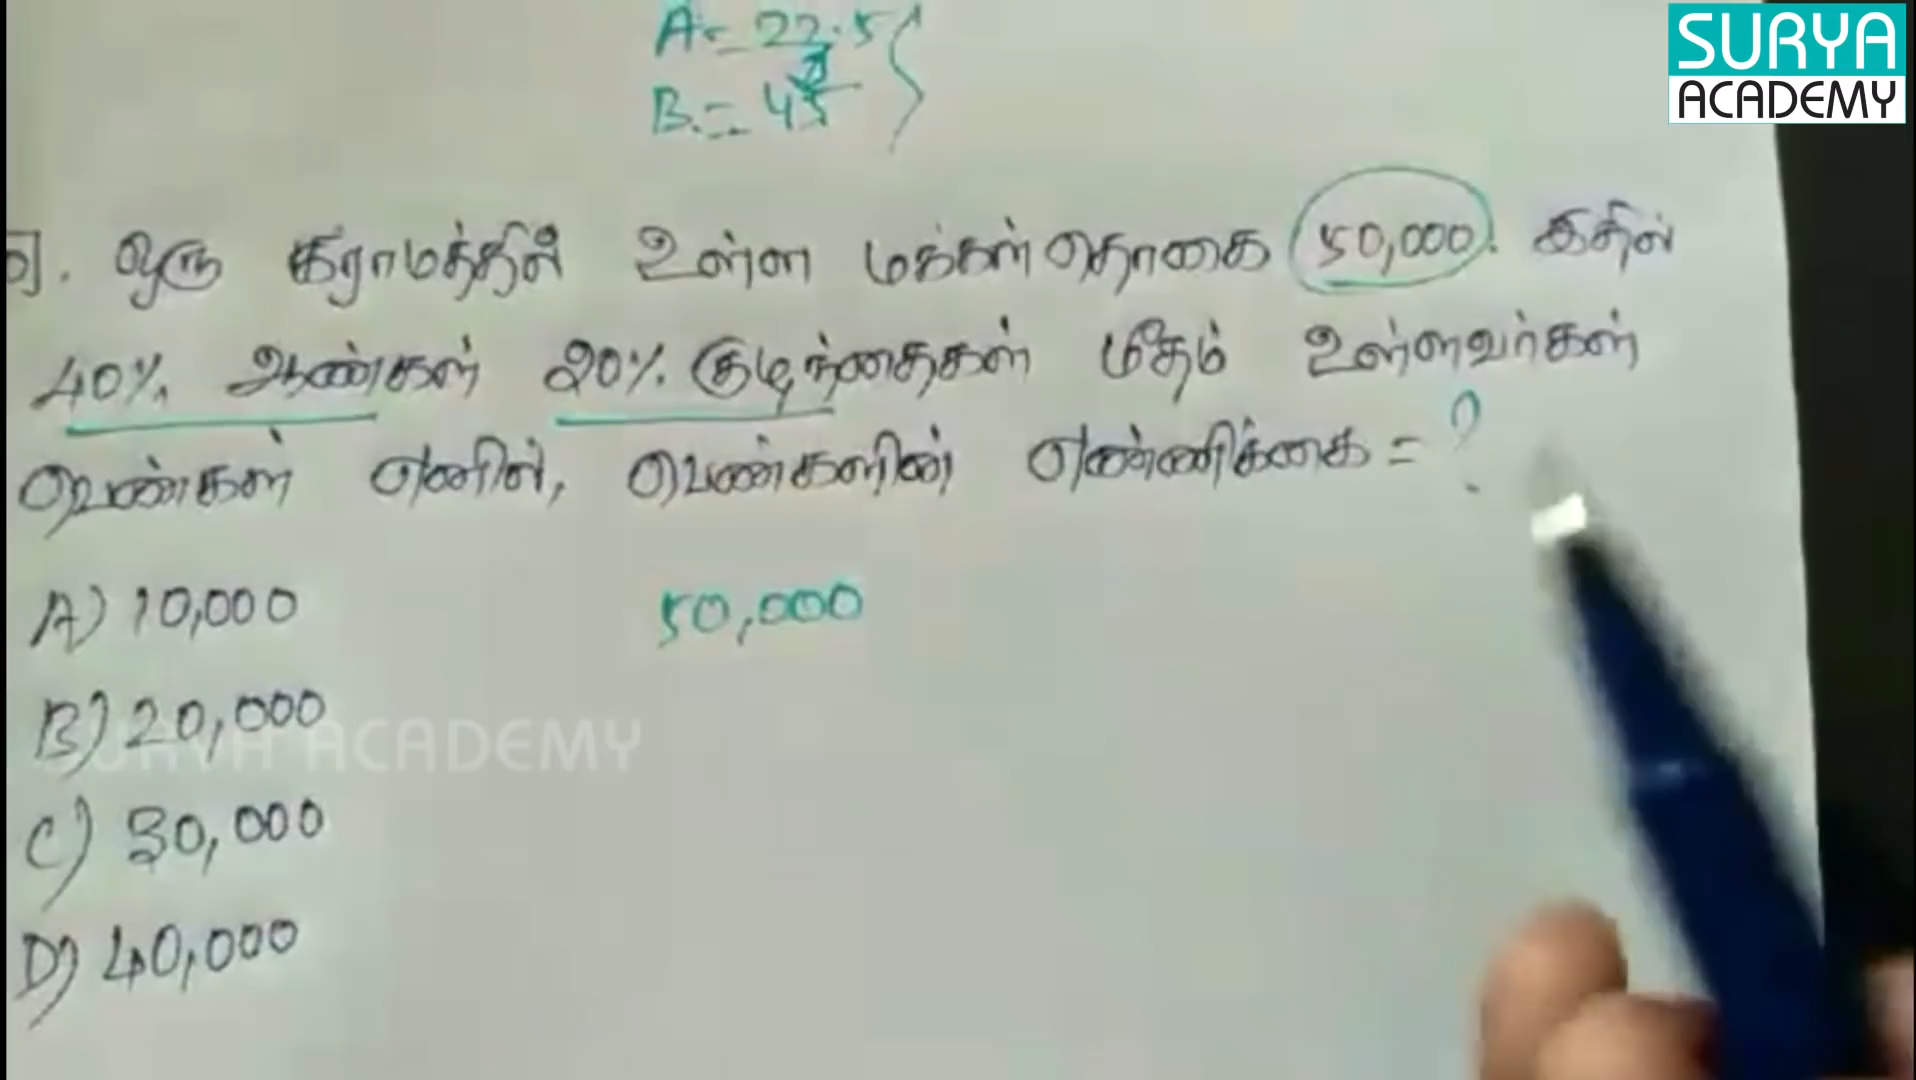 SURYA
ACADEMY
A = 22.5
B = 45
ஒரு கிராமத்தில் உள்ள மக்கள் தொகை 50,000. இதில்
40% ஆண்கள் 20% குழந்தைகள் மீதம் உள்ளவர்கள்
பெண்கள் எனில், பெண்களின் எண்ணிக்கை = ?
A) 10,000
50,000
B) 20,000
SURYA ACADEMY
C) 30,000
D) 40,000